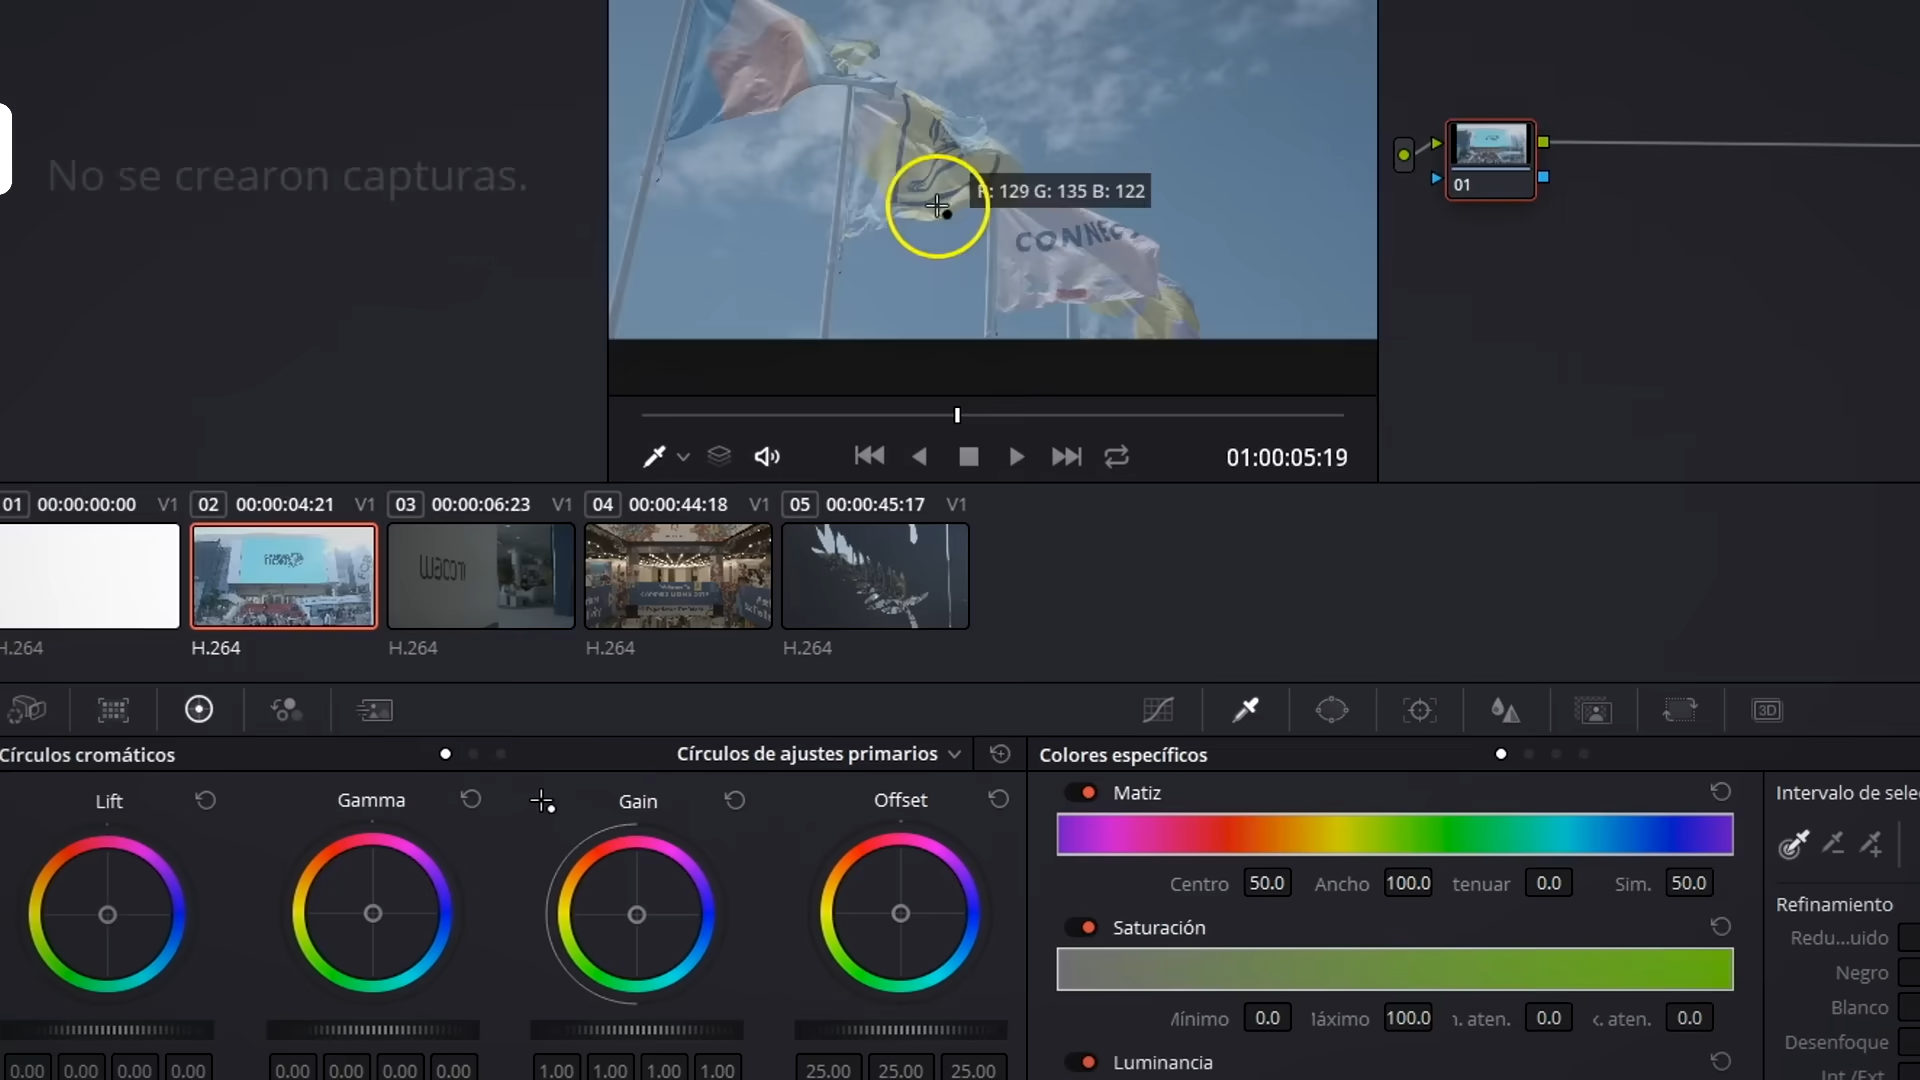 No se crearon capturas.
R: 129 G: 135 B: 122
CONNEC
01
01:00:05:19
01 00:00:00:00 V1 02 00:00:04:21 V1 03 00:00:06:23 V1 04 00:00:44:18 V1 05 00:00:45:17 V1
wacom
H.264 H.264 H.264 H.264 H.264
3D
Círculos cromáticos Círculos de ajustes primarios Colores específicos
Lift Gamma Gain Offset
Matiz
Intervalo de sele
Centro 50.0 Ancho 100.0 tenuar 0.0 Sim. 50.0
Saturación
Refinamiento
Redu...uido
Negro
Blanco
Mínimo 0.0 láximo 100.0 ı. aten. 0.0 <. aten. 0.0
Desenfoque
Luminancia
Int./Ext.
0.00 0.00 0.00 0.00 0.00 0.00 0.00 0.00 1.00 1.00 1.00 1.00 25.00 25.00 25.00